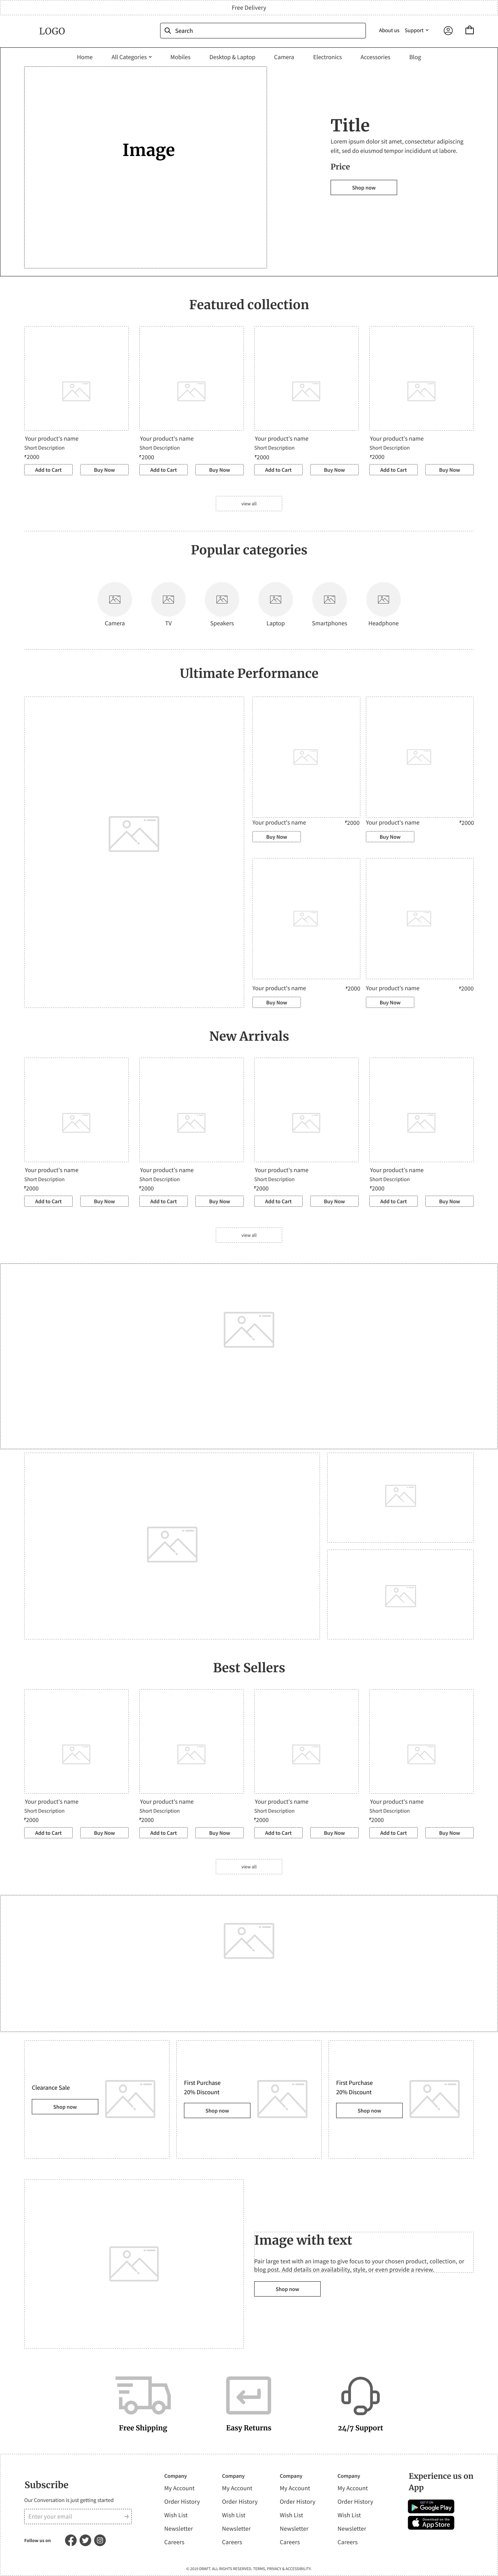 Free Delivery
LOGO
Search
About us Support
Home All Categories Mobiles Desktop & Laptop Camera Electronics Accessories Blog
Image
Title
Lorem ipsum dolor sit amet, consectetur adipiscing
elit, sed do eiusmod tempor incididunt ut labore.
Price
Shop now
Featured collection
Your product's name Your product's name Your product's name Your product's name
Short Description Short Description Short Description Short Description
₹2000 ₹2000 ₹2000 ₹2000
Add to Cart Buy Now Add to Cart Buy Now Add to Cart Buy Now Add to Cart Buy Now
view all
Popular categories
Camera TV Speakers Laptop Smartphones Headphone
Ultimate Performance
Your product's name ₹2000 Your product's name ₹2000
Buy Now Buy Now
Your product's name ₹2000 Your product's name ₹2000
Buy Now Buy Now
New Arrivals
Your product's name Your product's name Your product's name Your product's name
Short Description Short Description Short Description Short Description
₹2000 ₹2000 ₹2000 ₹2000
Add to Cart Buy Now Add to Cart Buy Now Add to Cart Buy Now Add to Cart Buy Now
view all
Best Sellers
Your product's name Your product's name Your product's name Your product's name
Short Description Short Description Short Description Short Description
₹2000 ₹2000 ₹2000 ₹2000
Add to Cart Buy Now Add to Cart Buy Now Add to Cart Buy Now Add to Cart Buy Now
view all
Clearance Sale
Shop now
First Purchase
20% Discount
Shop now
First Purchase
20% Discount
Shop now
Image with text
Pair large text with an image to give focus to your chosen product, collection, or
blog post. Add details on availability, style, or even provide a review.
Shop now
Free Shipping Easy Returns 24/7 Support
Subscribe
Our Conversation is just getting started
Enter your email
Follow us on
Company Company Company Company
My Account My Account My Account My Account
Order History Order History Order History Order History
Wish List Wish List Wish List Wish List
Newsletter Newsletter Newsletter Newsletter
Careers Careers Careers Careers
Experience us on
App
GET IT ON
Google Play
Download on the
App Store
© 2019 DRAFT. ALL RIGHTS RESERVED. TERMS, PRIVACY & ACCESSIBILITY